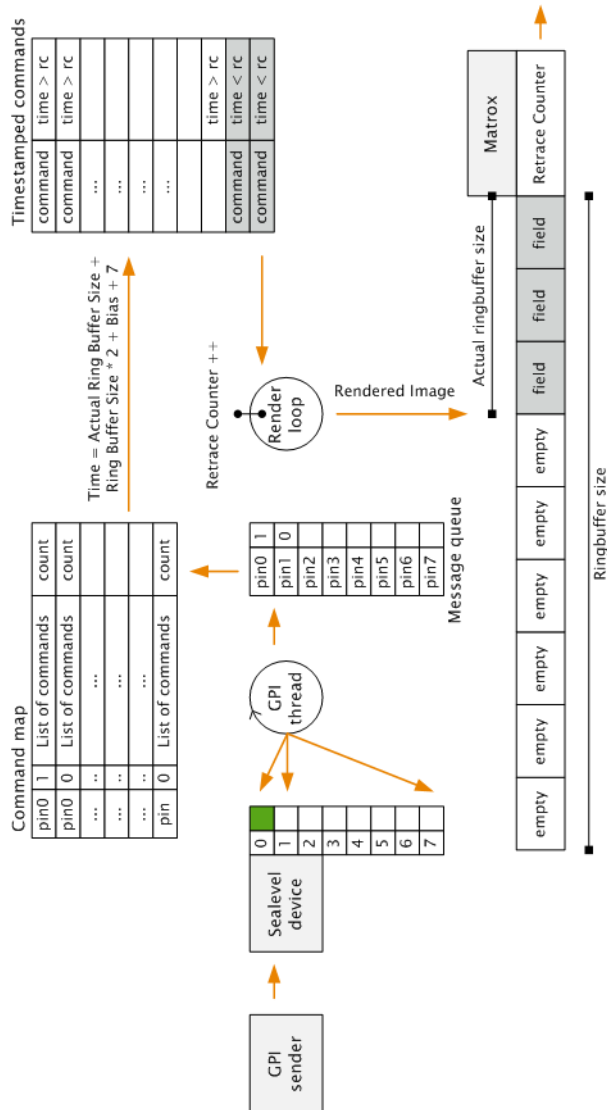 Command map
pin0 1 List of commands count
pin0 0 List of commands count
... .. ...
... .. ...
... .. ...
pin 0 List of commands count
Time = Actual Ring Buffer Size +
Ring Buffer Size * 2 + Bias + 7
Timestamped commands
command time > rc
command time > rc
...
...
...
...
time > rc
command time < rc
command time < rc
GPI
sender
Sealevel
device
0
1
2
3
4
5
6
7
GPI
thread
pin0 1
pin1 0
pin2
pin3
pin4
pin5
pin6
pin7
Message queue
Retrace Counter ++
Render
loop
Rendered Image
Actual ringbuffer size
Matrox
empty empty empty empty empty empty field field field Retrace Counter
Ringbuffer size